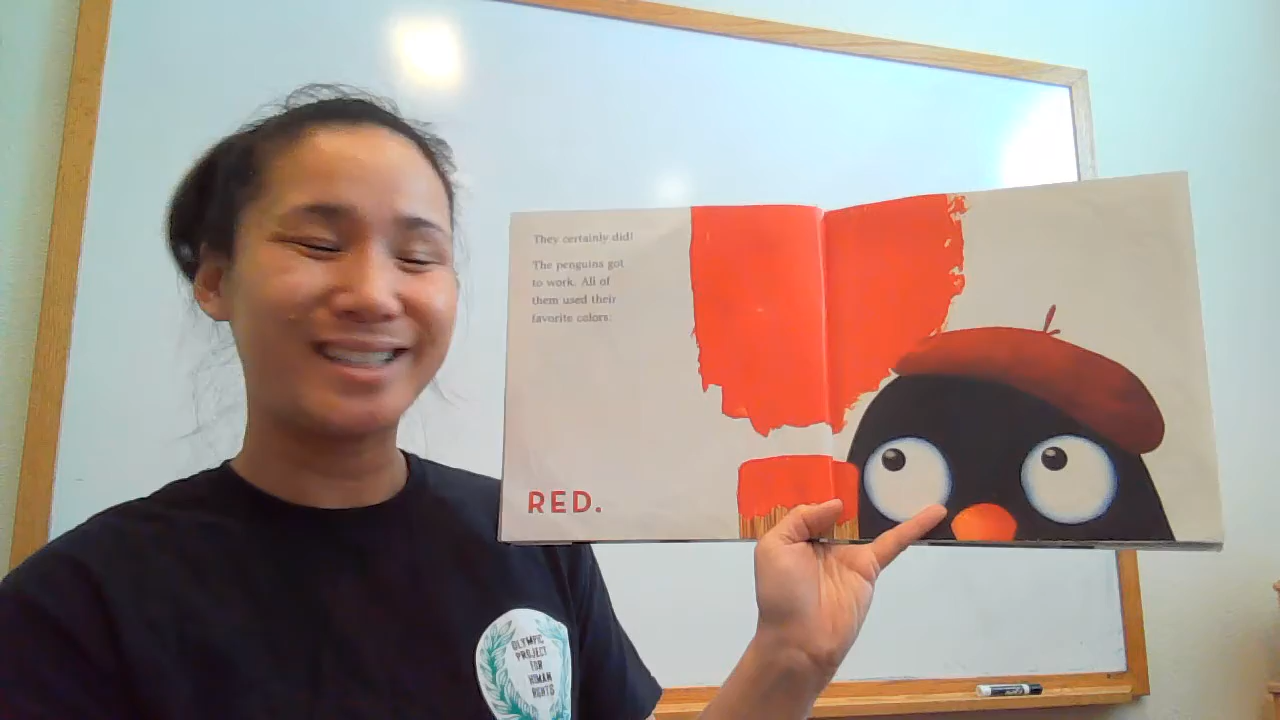 They certainly did!
The penguins got
to work. All of
them used their
favorite colors:
RED.
OLYMPIC
PROJECT
FOR
HUMAN
RIGHTS